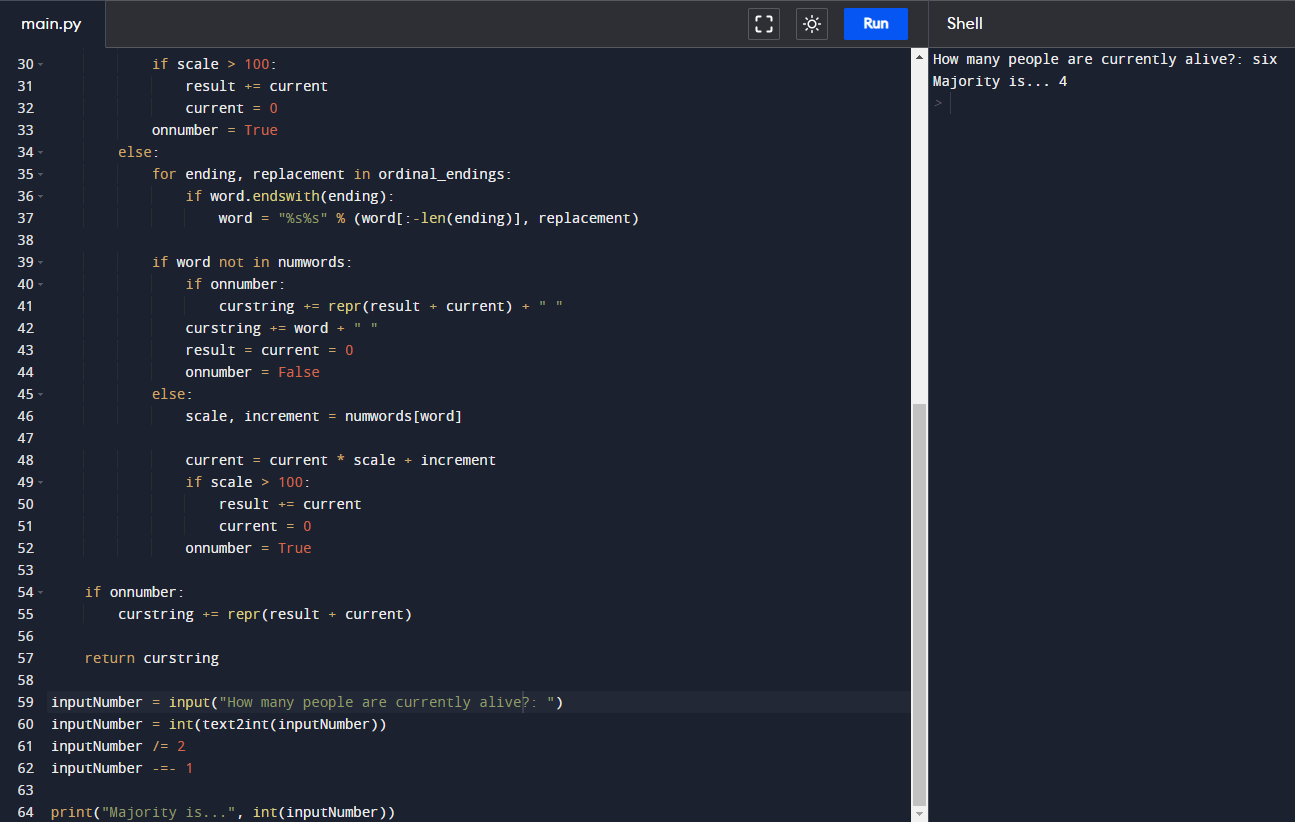 main.py
Run
Shell
30 if scale > 100:
31 result += current
32 current = 0
33 onnumber = True
34 else:
35 for ending, replacement in ordinal_endings:
36 if word.endswith(ending):
37 word = "%s%s" % (word[:-len(ending)], replacement)
38
39 if word not in numwords:
40 if onnumber:
41 curstring += repr(result + current) + " "
42 curstring += word + " "
43 result = current = 0
44 onnumber = False
45 else:
46 scale, increment = numwords[word]
47
48 current = current * scale + increment
49 if scale > 100:
50 result += current
51 current = 0
52 onnumber = True
53
54 if onnumber:
55 curstring += repr(result + current)
56
57 return curstring
58
59 inputNumber = input("How many people are currently alive?: ")
60 inputNumber = int(text2int(inputNumber))
61 inputNumber /= 2
62 inputNumber -=- 1
63
64 print("Majority is...", int(inputNumber))
How many people are currently alive?: six
Majority is... 4
>